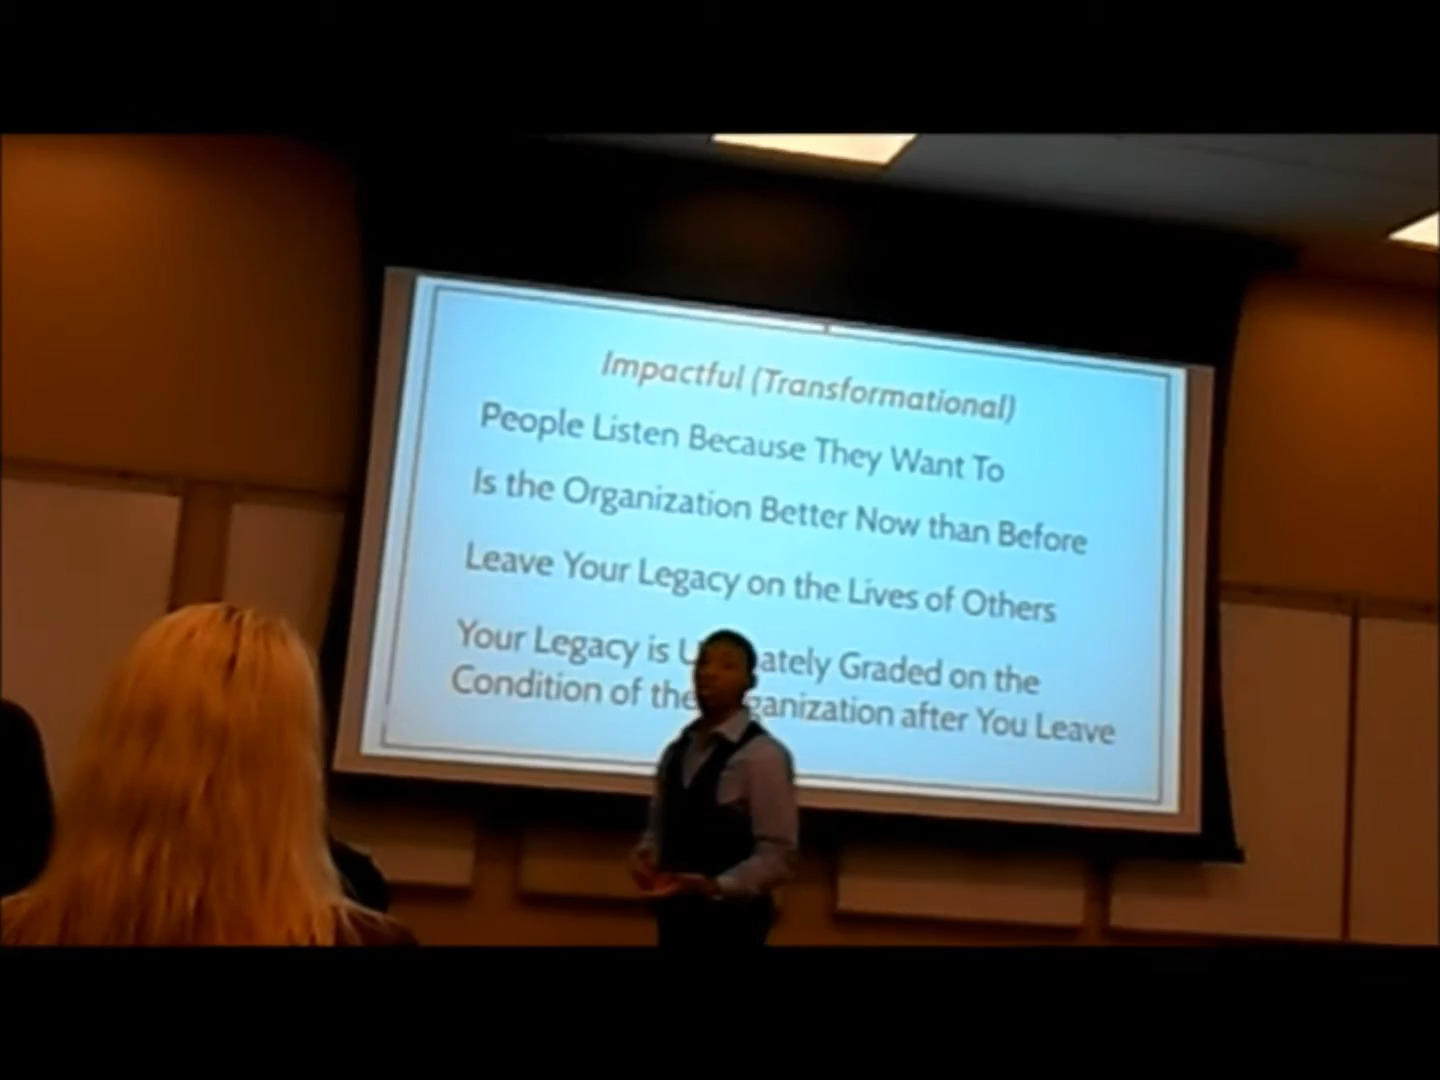 Impactful (Transformational)
People Listen Because They Want To
Is the Organization Better Now than Before
Leave Your Legacy on the Lives of Others
Your Legacy is U ately Graded on the
Condition of the ganization after You Leave